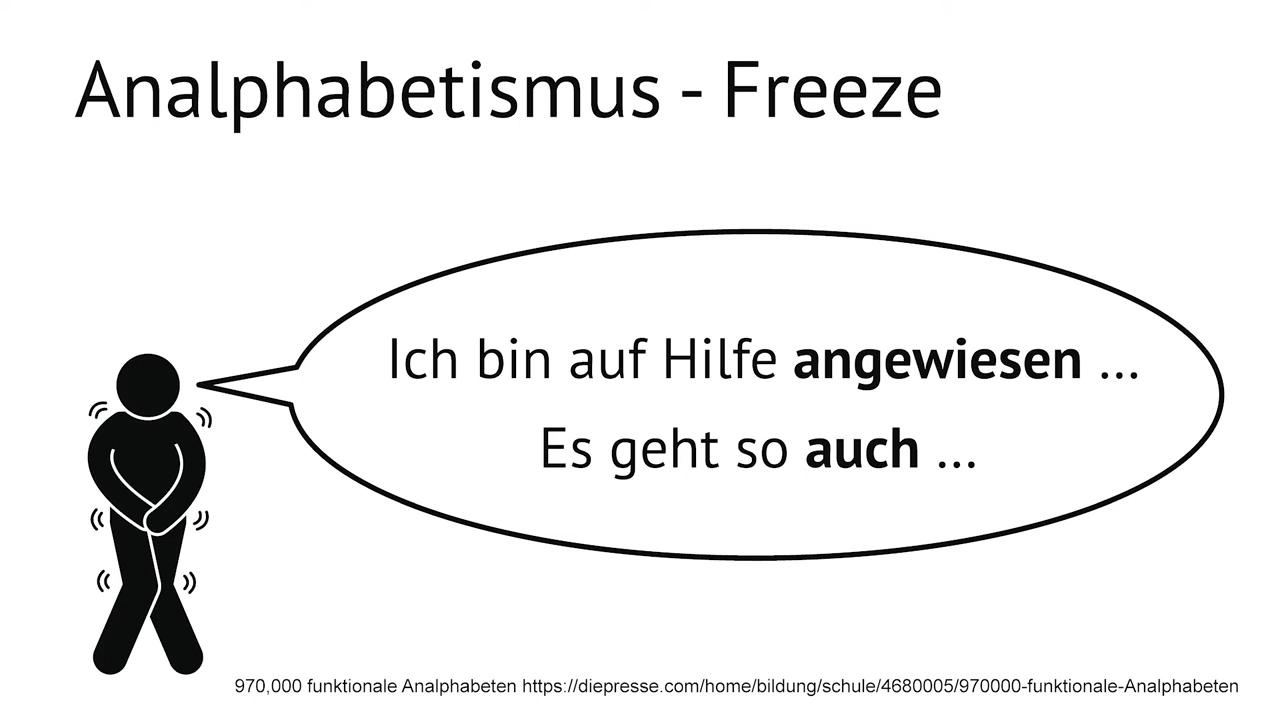 Analphabetismus - Freeze
Ich bin auf Hilfe angewiesen ...
Es geht so auch ...
970,000 funktionale Analphabeten https://diepresse.com/home/bildung/schule/4680005/970000-funktionale-Analphabeten